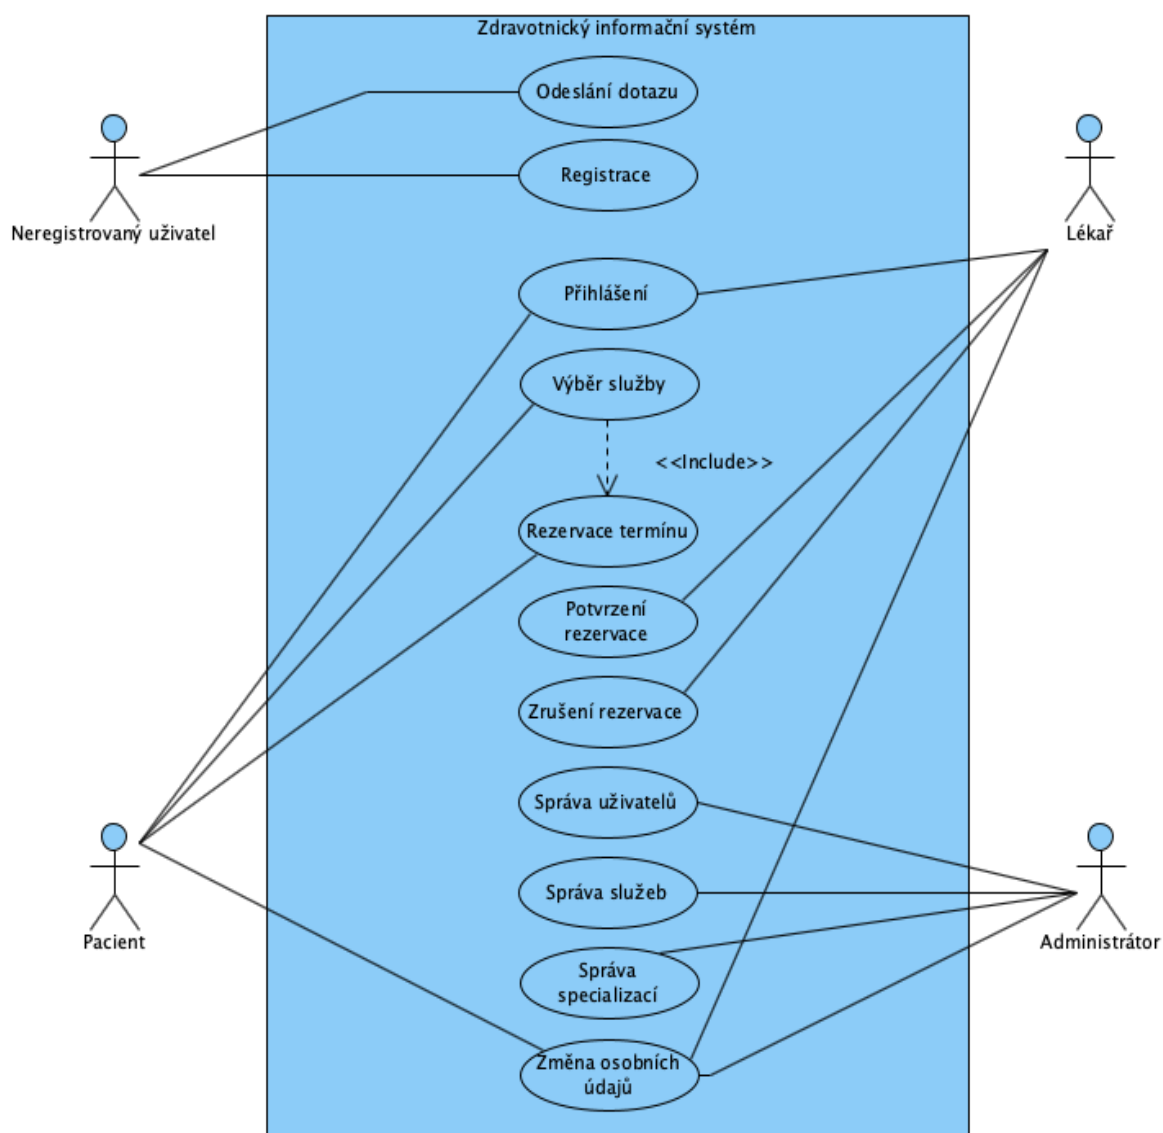 Zdravotnický informační systém
Odeslání dotazu
Registrace
Neregistrovaný uživatel
Lékař
Přihlášení
Výběr služby
<<Include>>
Rezervace termínu
Potvrzení
rezervace
Zrušení rezervace
Správa uživatelů
Správa služeb
Pacient
Administrátor
Správa
specializací
Změna osobních
údajů